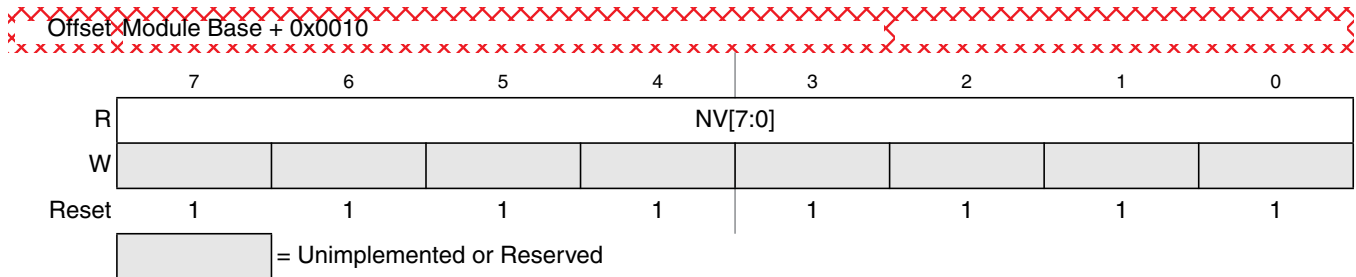 Offset Module Base + 0x0010
7 6 5 4 3 2 1 0
R NV[7:0]
W
Reset 1 1 1 1 1 1 1 1
= Unimplemented or Reserved